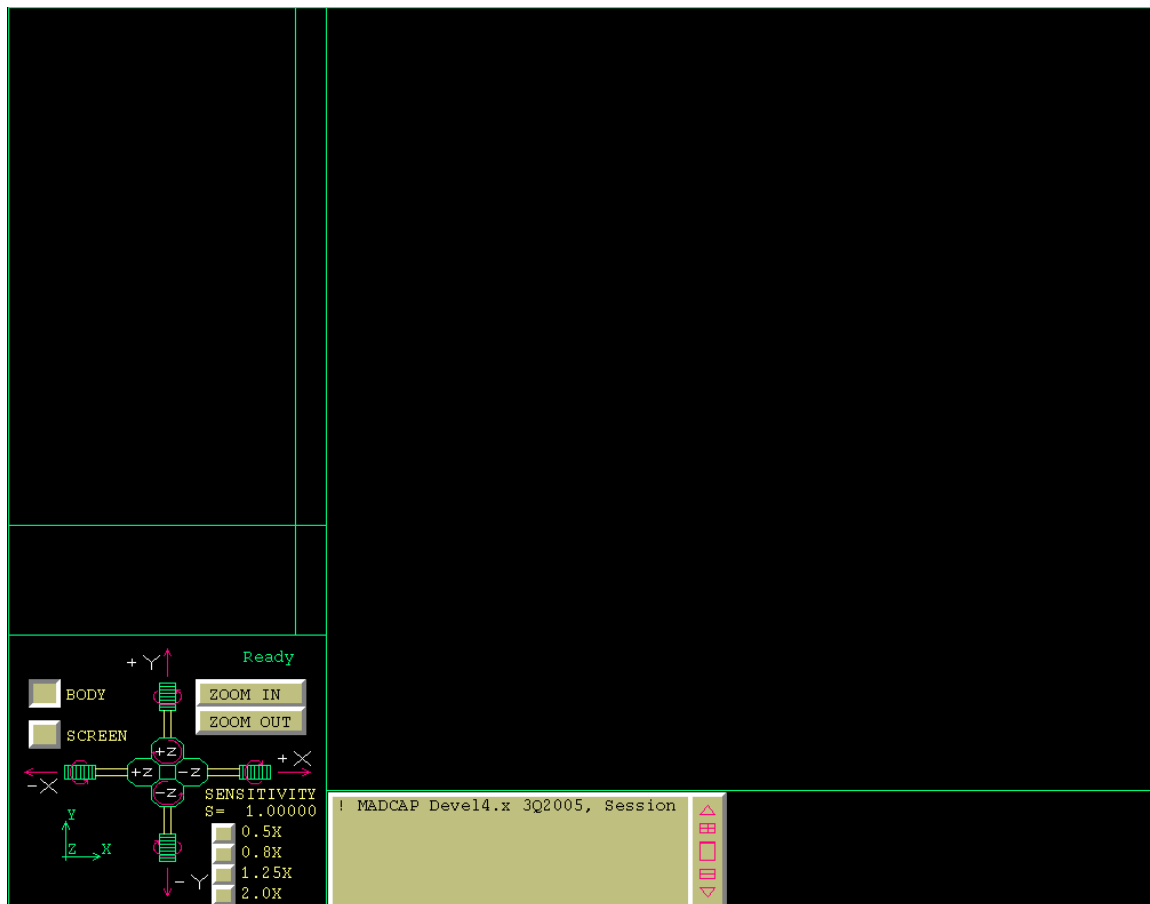 + Y
Ready
BODY
ZOOM IN
ZOOM OUT
SCREEN
+Z
+ X
+Z
-Z
-X
-Z
SENSITIVITY
S= 1.00000
! MADCAP Devel4.x 3Q2005, Session
Y
0.5X
Z X
0.8X
1.25X
- Y
2.0X